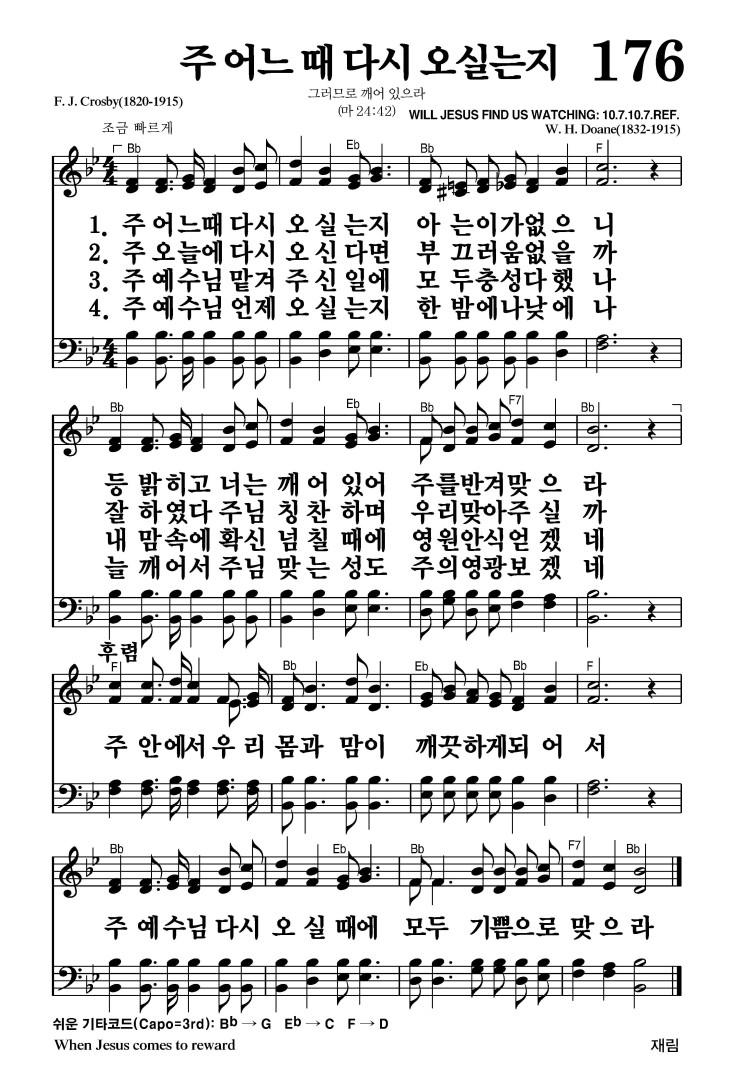 주 어느 때 다시 오실는지 176
그러므로 깨어 있으라
F. J. Crosby(1820-1915)
(마 24:42)
WILL JESUS FIND US WATCHING: 10.7.10.7.REF.
조금 빠르게
W. H. Doane(1832-1915)
Bb Eb Bb F
1. 주 어느때 다시 오 실 는지 아 는이가없 으 니
2. 주 오늘에 다시 오 신 다면 부 끄러움없 을 까
3. 주 예수님 맡겨 주 신 일에 모 두충성다 했 나
4. 주 예수님 언제 오 실 는지 한 밤에나낮 에 나
Bb Eb Bb F7 Bb
등 밝히고 너는 깨 어 있어 주를반겨맞 으 라
잘 하였다 주님 칭 찬 하며 우리맞아주 실 까
내 맘속에 확신 넘 칠 때에 영원안식얻 겠 네
늘 깨어서 주님 맞 는 성도 주의영광보 겠 네
후렴
F Bb Eb Bb F
주 안에서 우 리 몸과 맘이 깨끗하게되 어 서
Bb Eb Bb F7 Bb
주 예수님 다시 오 실 때에 모두 기쁨으로 맞 으 라
쉬운 기타코드(Capo=3rd): Bb → G Eb → C F → D
When Jesus comes to reward 재림